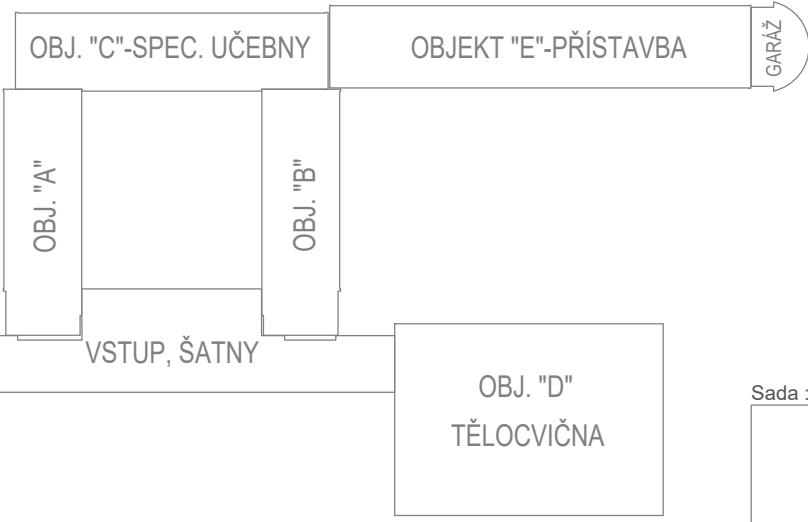 OBJ. "C"-SPEC. UČEBNY
OBJEKT "E"-PŘÍSTAVBA
GARÁŽ
OBJ. "A"
OBJ. "B"
VSTUP, ŠATNY
OBJ. "D"
TĚLOCVIČNA
Sada :